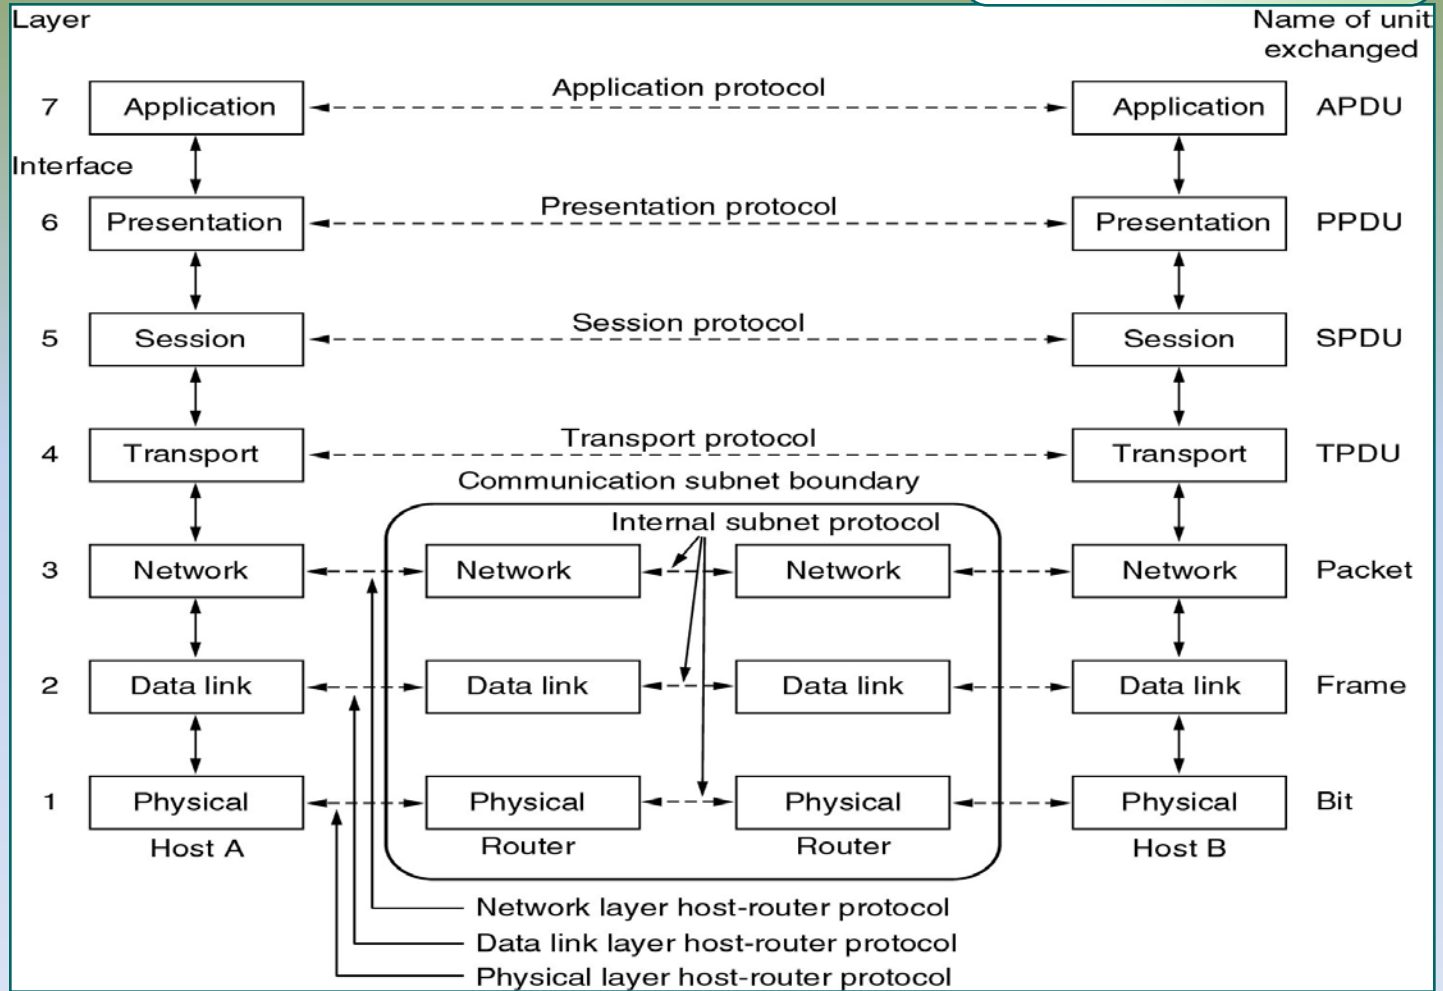 Layer
Name of unit
exchanged
7
Application
Application protocol
Application
APDU
Interface
6
Presentation
Presentation protocol
Presentation
PPDU
5
Session
Session protocol
Session
SPDU
4
Transport
Transport protocol
Transport
TPDU
Communication subnet boundary
Internal subnet protocol
3
Network
Network
Network
Network
Packet
2
Data link
Data link
Data link
Data link
Frame
1
Physical
Physical
Physical
Physical
Bit
Host A
Router
Router
Host B
Network layer host-router protocol
Data link layer host-router protocol
Physical layer host-router protocol